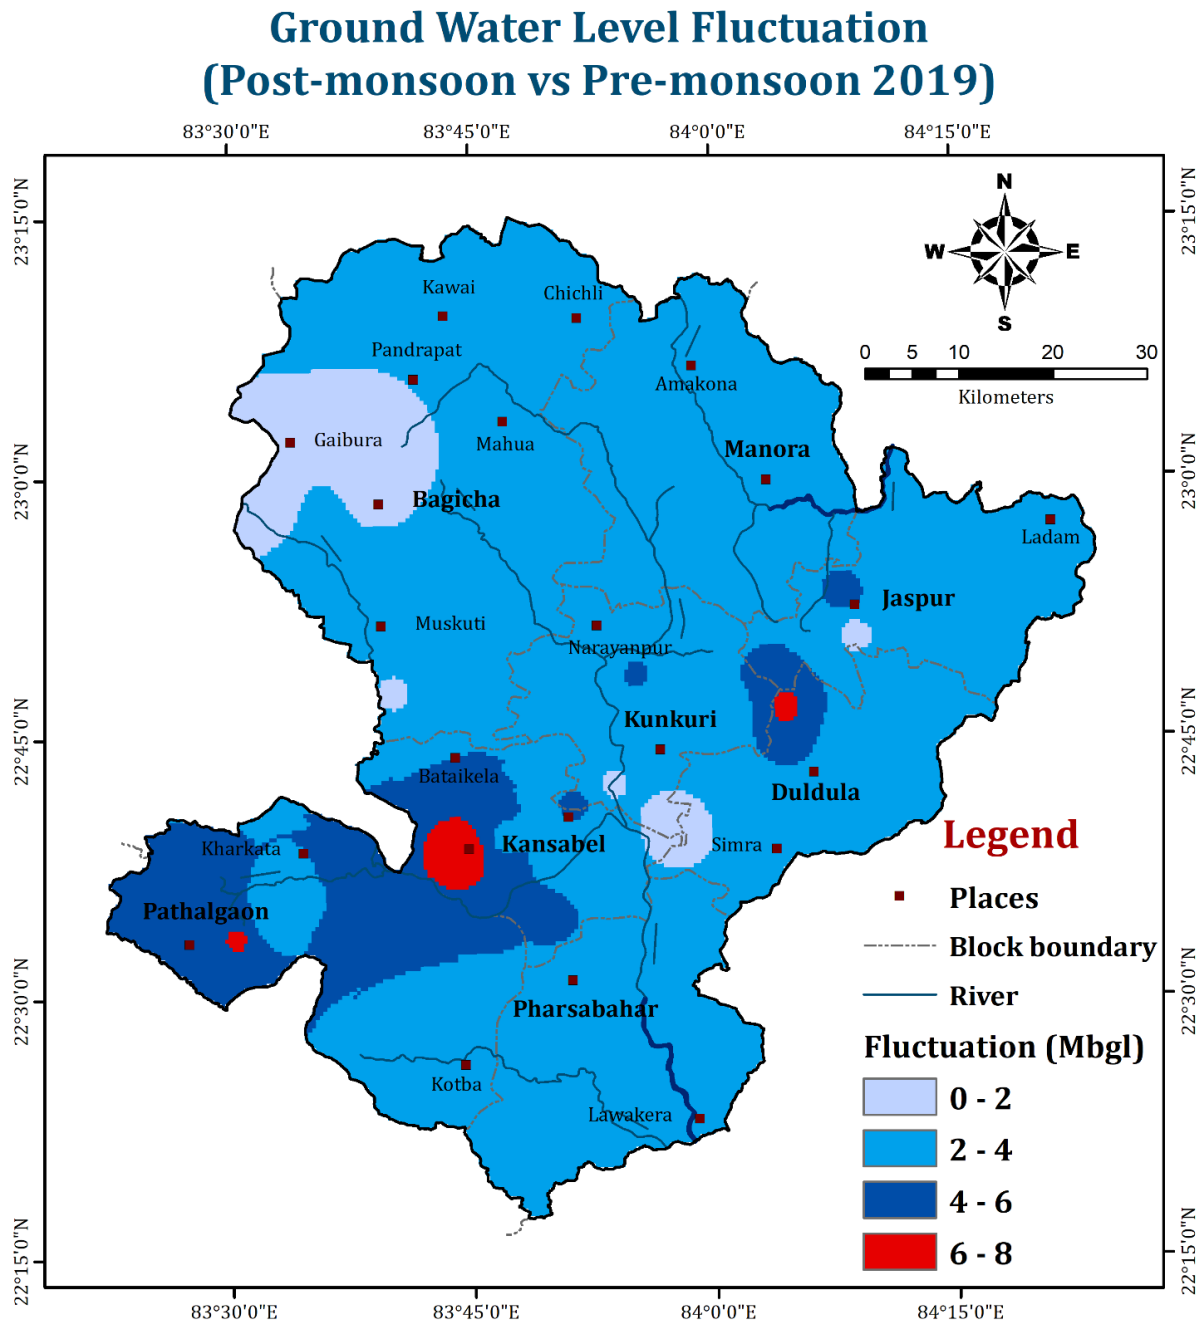 Ground Water Level Fluctuation
(Post-monsoon vs Pre-monsoon 2019)
83°30'0"E 83°45'0"E 84°0'0"E 84°15'0"E
23°15'0"N 23°15'0"N
N
W E
S
Kawai
Chichli
Pandrapat
0 5 10 20 30
Kilometers
Amakona
Gaibura
Mahua
Manora
23°0'0"N 23°0'0"N
Bagicha
Ladam
Jaspur
Muskuti
Narayanpur
Kunkuri
22°45'0"N 22°45'0"N
Bataikela
Duldula
Kansabel
Simra
Kharkata
Pathalgaon
22°30'0"N 22°30'0"N
Pharsabahar
Kotba
Lawakera
Legend
Places
Block boundary
River
Fluctuation (Mbgl)
0 - 2
2 - 4
4 - 6
6 - 8
22°15'0"N 22°15'0"N
83°30'0"E 83°45'0"E 84°0'0"E 84°15'0"E